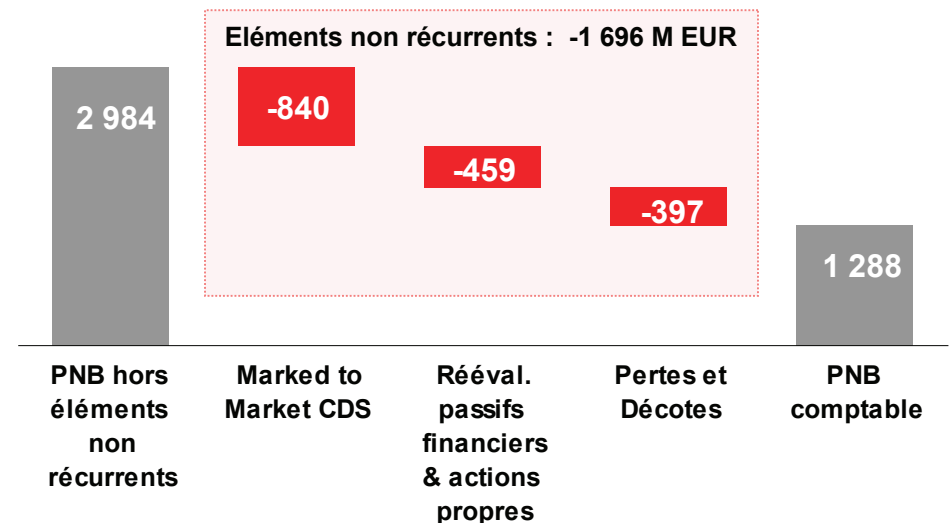 Eléments non récurrents : -1 696 M EUR
2 984
-840
-459
-397
1 288
PNB hors
éléments
non
récurrents
Marked to
Market CDS
Rééval.
passifs
financiers
& actions
propres
Pertes et
Décotes
PNB
comptable